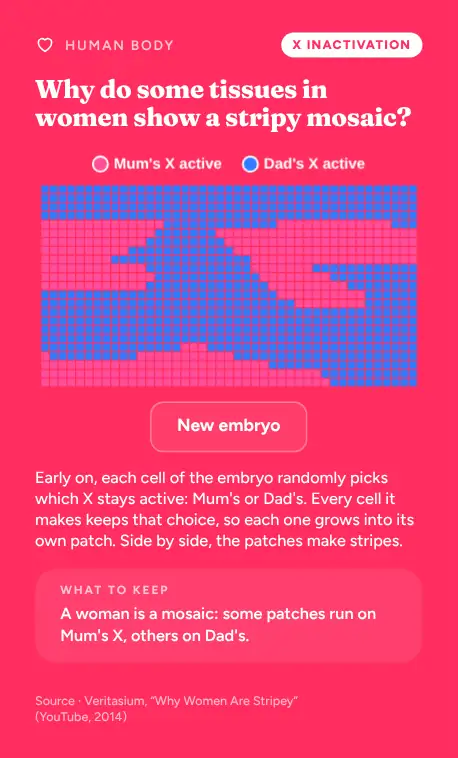 HUMAN BODY
X INACTIVATION
Why do some tissues in
women show a stripy mosaic?
Mum's X active
Dad's X active
New embryo
Early on, each cell of the embryo randomly picks
which X stays active: Mum's or Dad's. Every cell it
makes keeps that choice, so each one grows into its
own patch. Side by side, the patches make stripes.
WHAT TO KEEP
A woman is a mosaic: some patches run on
Mum's X, others on Dad's.
Source · Veritasium, “Why Women Are Stripey”
(YouTube, 2014)